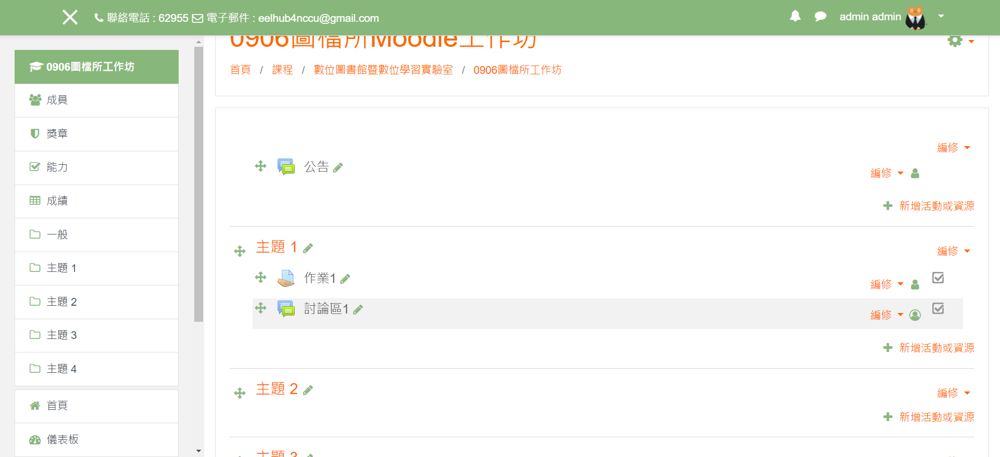 聯絡電話 : 62955 電子郵件 : eelhub4nccu@gmail.com
admin admin
0906圖檔所Moodle工作坊
首頁 / 課程 / 數位圖書館暨數位學習實驗室 / 0906圖檔所工作坊
0906圖檔所工作坊
成員
獎章
能力
成績
一般
主題 1
主題 2
主題 3
主題 4
首頁
儀表板
編修
公告
編修
新增活動或資源
主題 1
編修
作業1
編修
討論區1
編修
新增活動或資源
主題 2
編修
新增活動或資源
主題 3